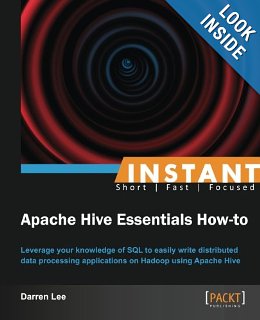 LOOK
INSIDE
INSTANT
Short | Fast | Focused
Apache Hive Essentials How-to
Leverage your knowledge of SQL to easily write distributed
data processing applications on Hadoop using Apache Hive
Darren Lee
[PACKT]
PUBLISHING